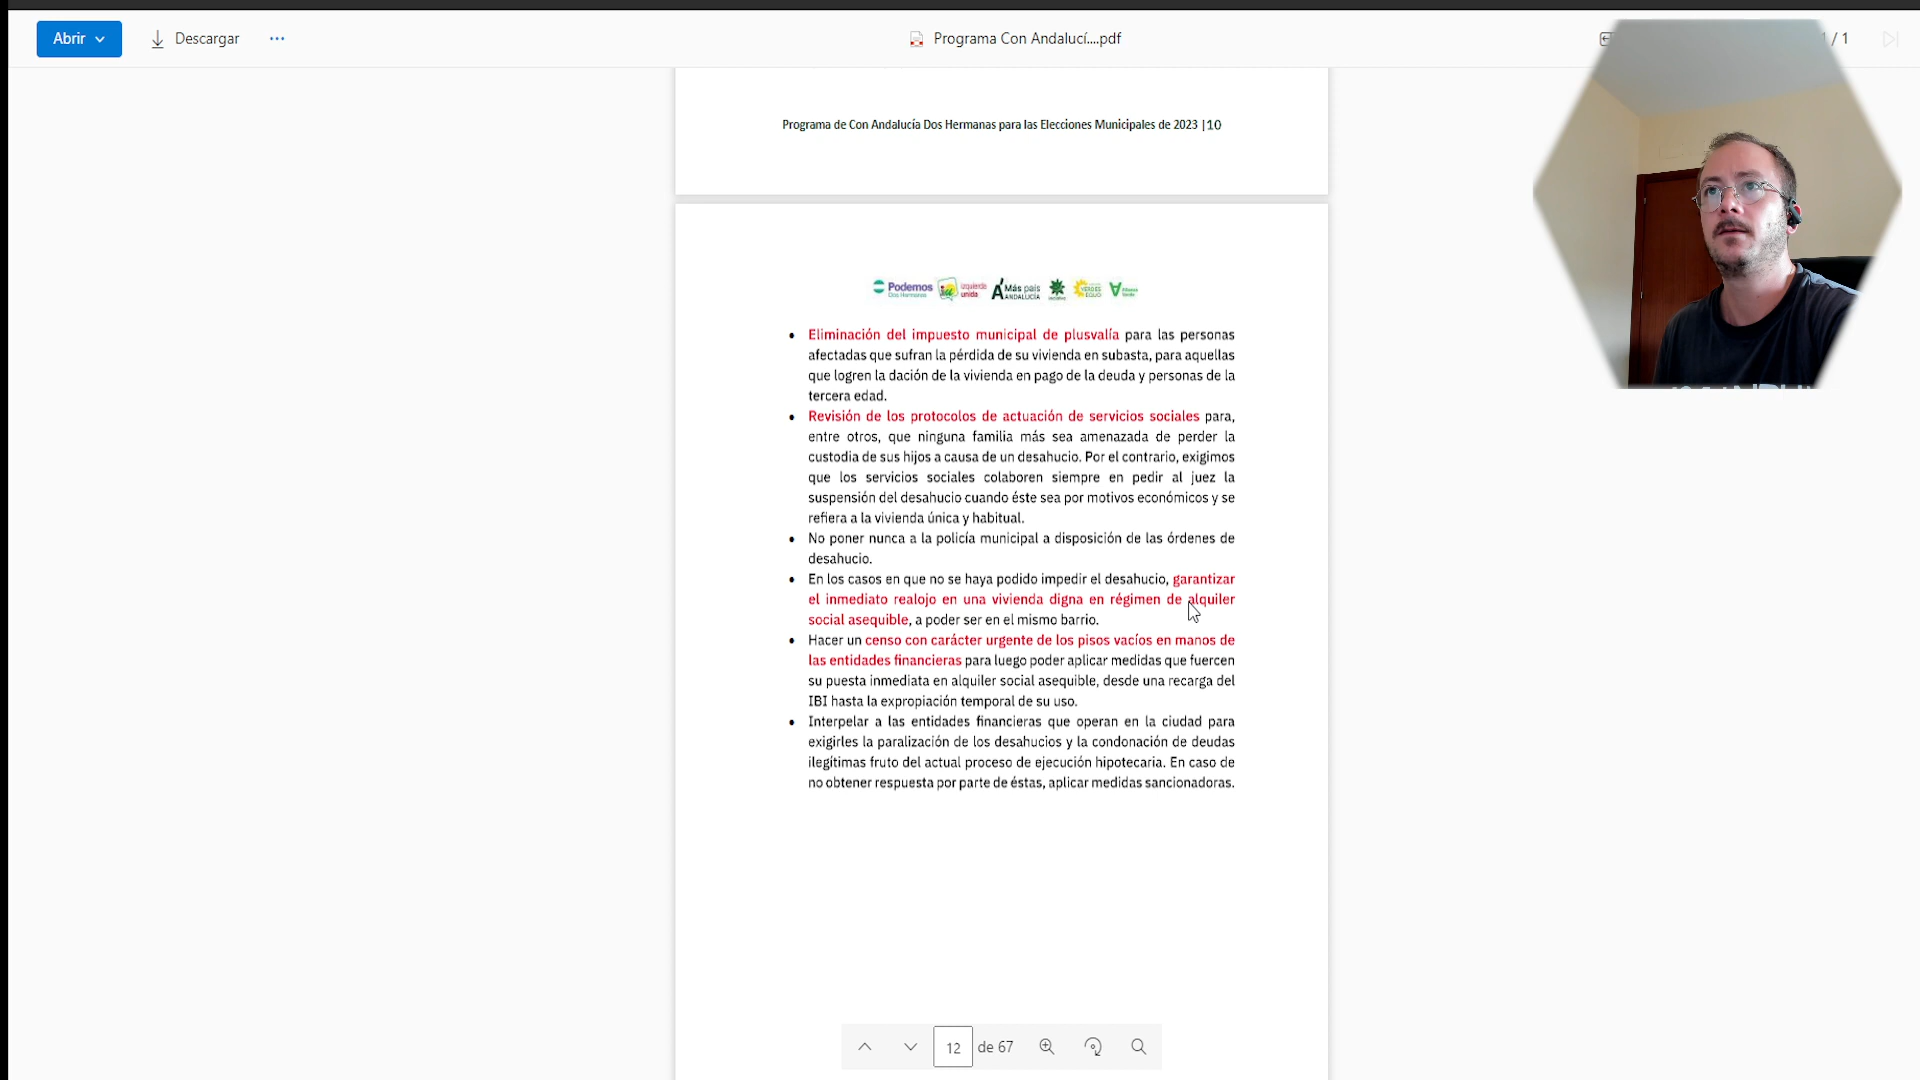 Abrir
Descargar
Programa Con Andalucí....pdf
/ 1
Programa de Con Andalucía Dos Hermanas para las Elecciones Municipales de 2023 |10
Podemos
Dos Hermanas
izquierda
unida
Más país
ANDALUCÍA
VERDES
EQUO
• Eliminación del impuesto municipal de plusvalía para las personas
afectadas que sufran la pérdida de su vivienda en subasta, para aquellas
que logren la dación de la vivienda en pago de la deuda y personas de la
tercera edad.
• Revisión de los protocolos de actuación de servicios sociales para,
entre otros, que ninguna familia más sea amenazada de perder la
custodia de sus hijos a causa de un desahucio. Por el contrario, exigimos
que los servicios sociales colaboren siempre en pedir al juez la
suspensión del desahucio cuando éste sea por motivos económicos y se
refiera a la vivienda única y habitual.
• No poner nunca a la policía municipal a disposición de las órdenes de
desahucio.
• En los casos en que no se haya podido impedir el desahucio, garantizar
el inmediato realojo en una vivienda digna en régimen de alquiler
social asequible, a poder ser en el mismo barrio.
• Hacer un censo con carácter urgente de los pisos vacíos en manos de
las entidades financieras para luego poder aplicar medidas que fuercen
su puesta inmediata en alquiler social asequible, desde una recarga del
IBI hasta la expropiación temporal de su uso.
• Interpelar a las entidades financieras que operan en la ciudad para
exigirles la paralización de los desahucios y la condonación de deudas
ilegítimas fruto del actual proceso de ejecución hipotecaria. En caso de
no obtener respuesta por parte de éstas, aplicar medidas sancionadoras.
12 de 67